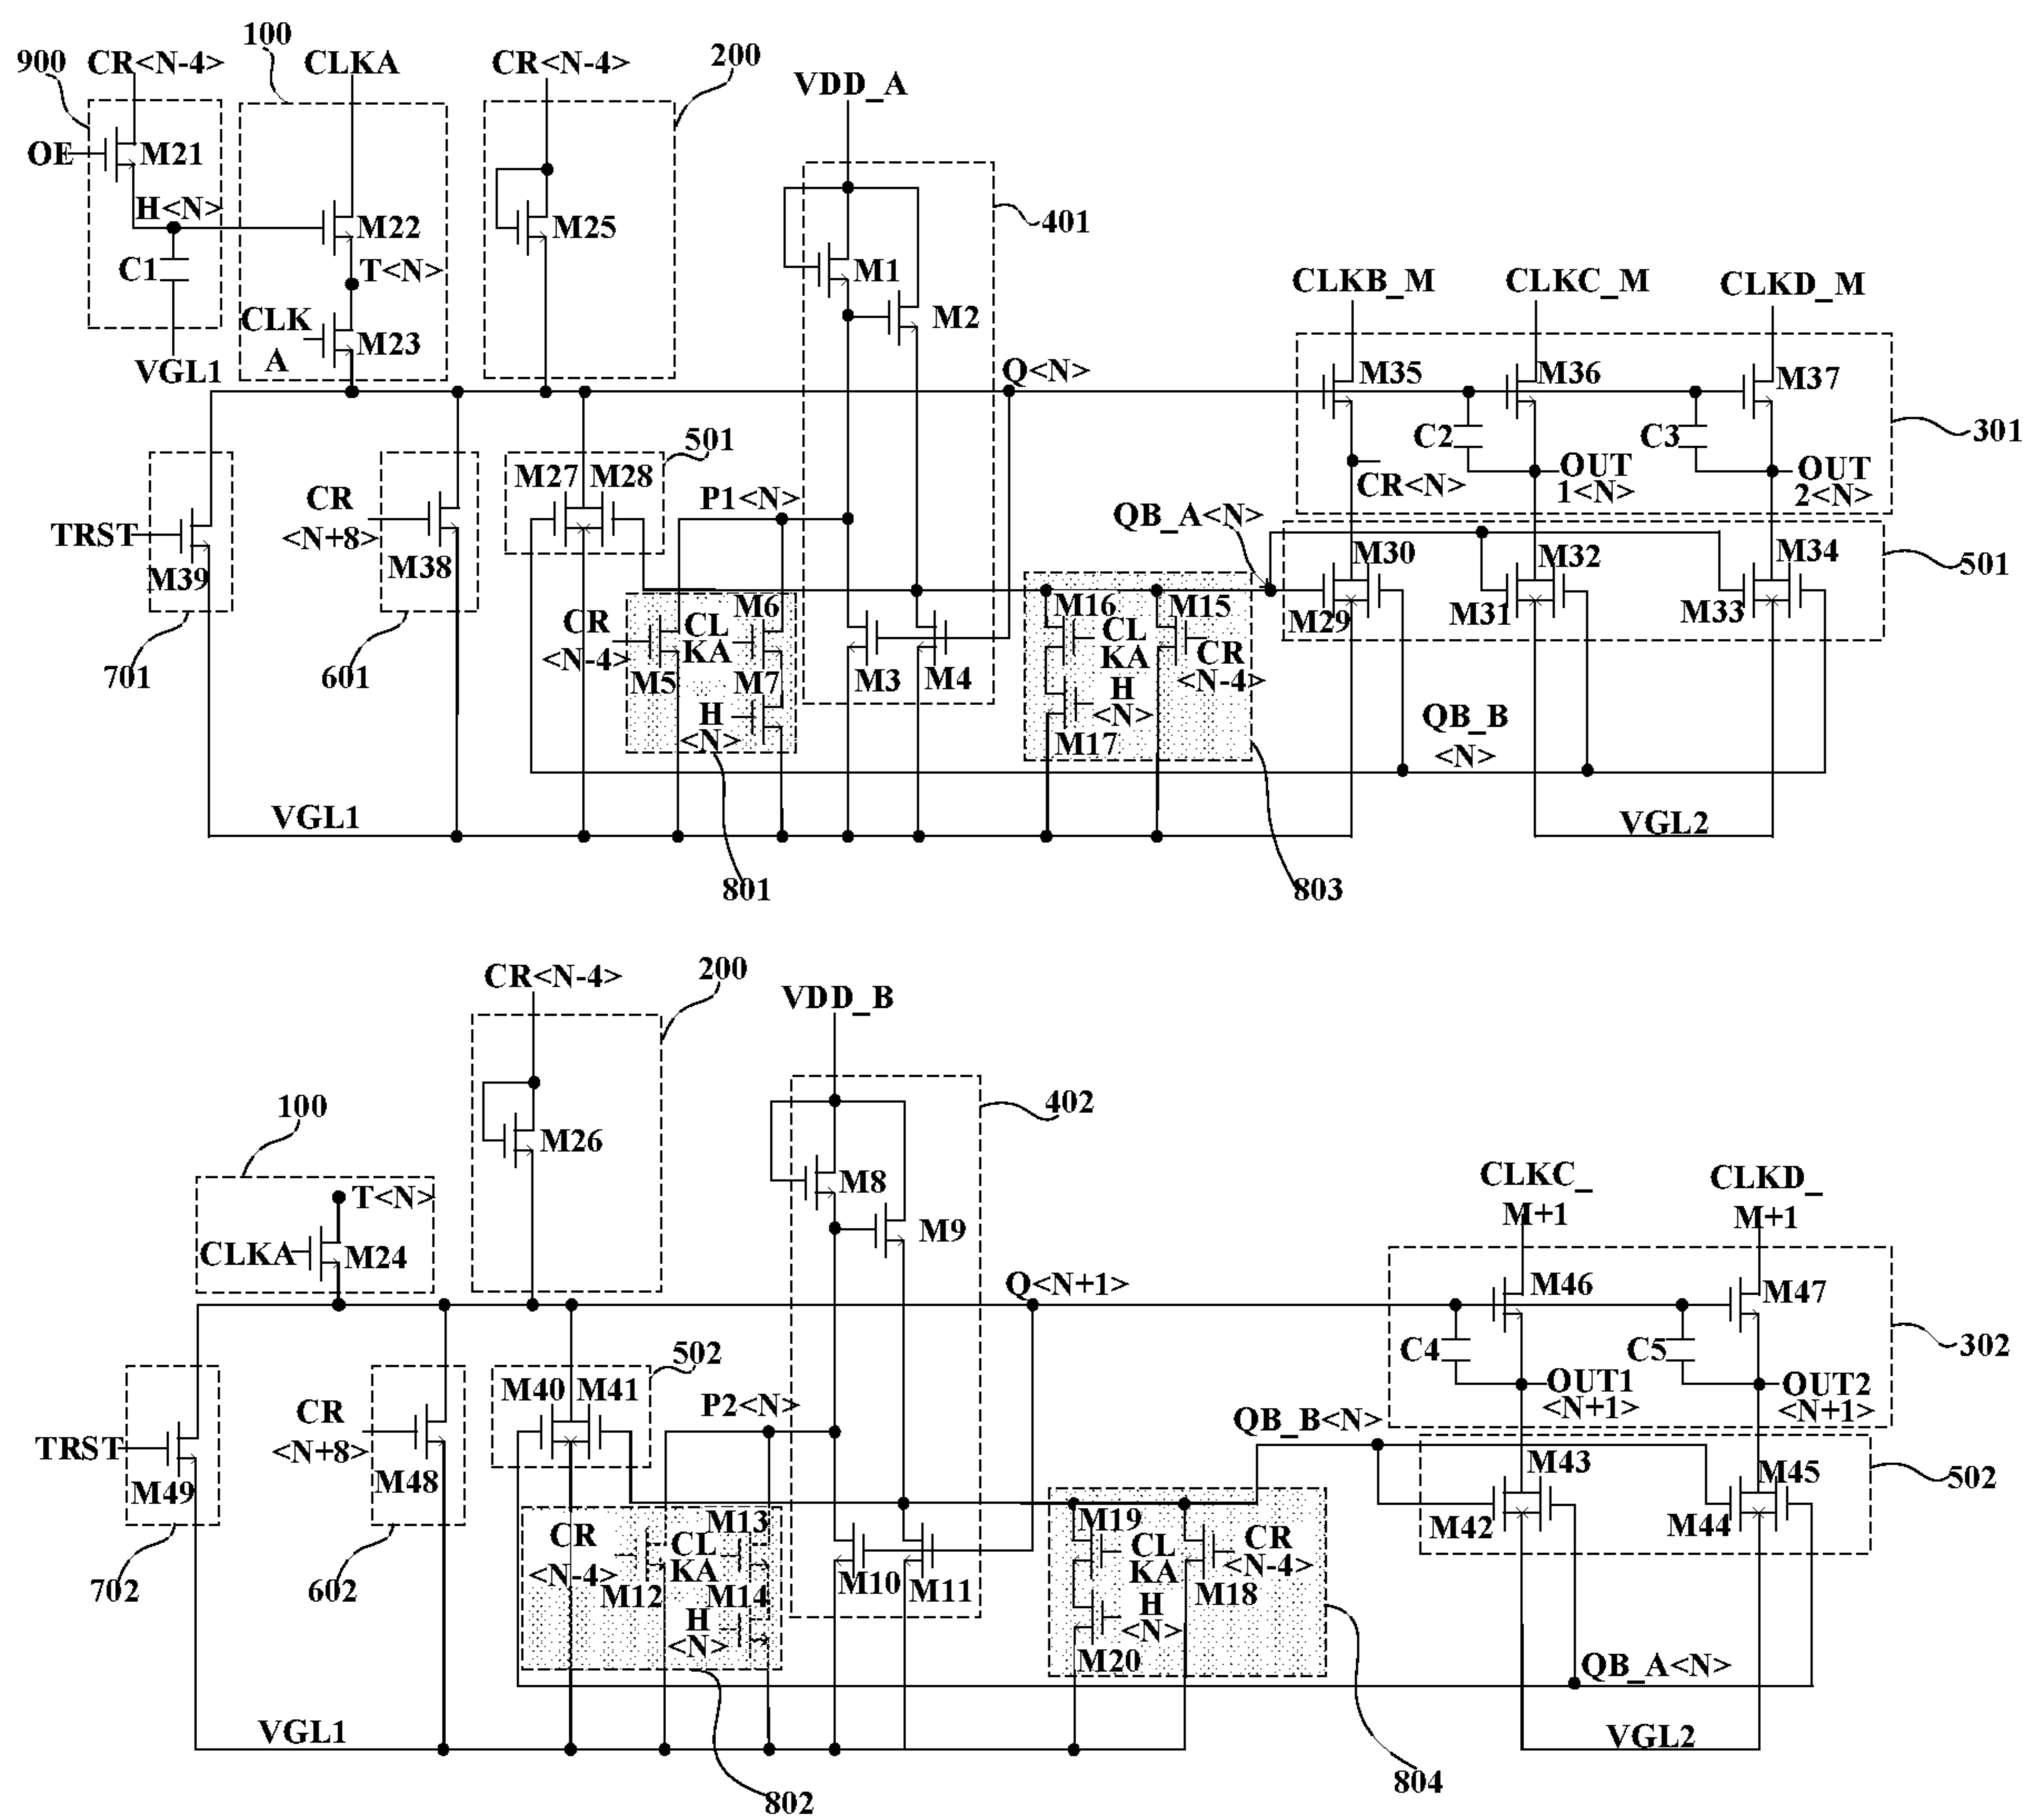 900
CR<N-4>
100
CLKA
CR<N-4>
200
VDD_A
OE
M21
H<N>
M22
C1
T<N>
CLK
A
M23
VGL1
M25
401
M1
M2
Q<N>
CLKB_M
CLKC_M
CLKD_M
M35
M36
M37
C2
C3
301
CR<N>
OUT
1<N>
OUT
2<N>
TRST
M39
701
CR
<N+8>
M38
601
M27
M28
501
P1<N>
QB_A<N>
CR
<N-4>
M5
CL
KA
M6
M7
H
<N>
M3
M4
M16
CL
KA
M15
CR
<N-4>
H
<N>
M17
M30
M29
M32
M31
M34
M33
501
QB_B
<N>
VGL1
VGL2
801
803
CR<N-4>
200
VDD_B
100
T<N>
CLKA
M24
M26
402
M8
M9
Q<N+1>
CLKC_
M+1
CLKD_
M+1
M46
M47
C4
C5
302
OUT1
<N+1>
OUT2
<N+1>
TRST
M49
702
CR
<N+8>
M48
602
M40
M41
502
P2<N>
QB_B<N>
CR
<N-4>
M12
M13
CL
KA
M14
H
<N>
M10
M11
M19
CL
KA
CR
<N-4>
M18
H
<N>
M20
M43
M42
M45
M44
502
QB_A<N>
VGL1
VGL2
802
804